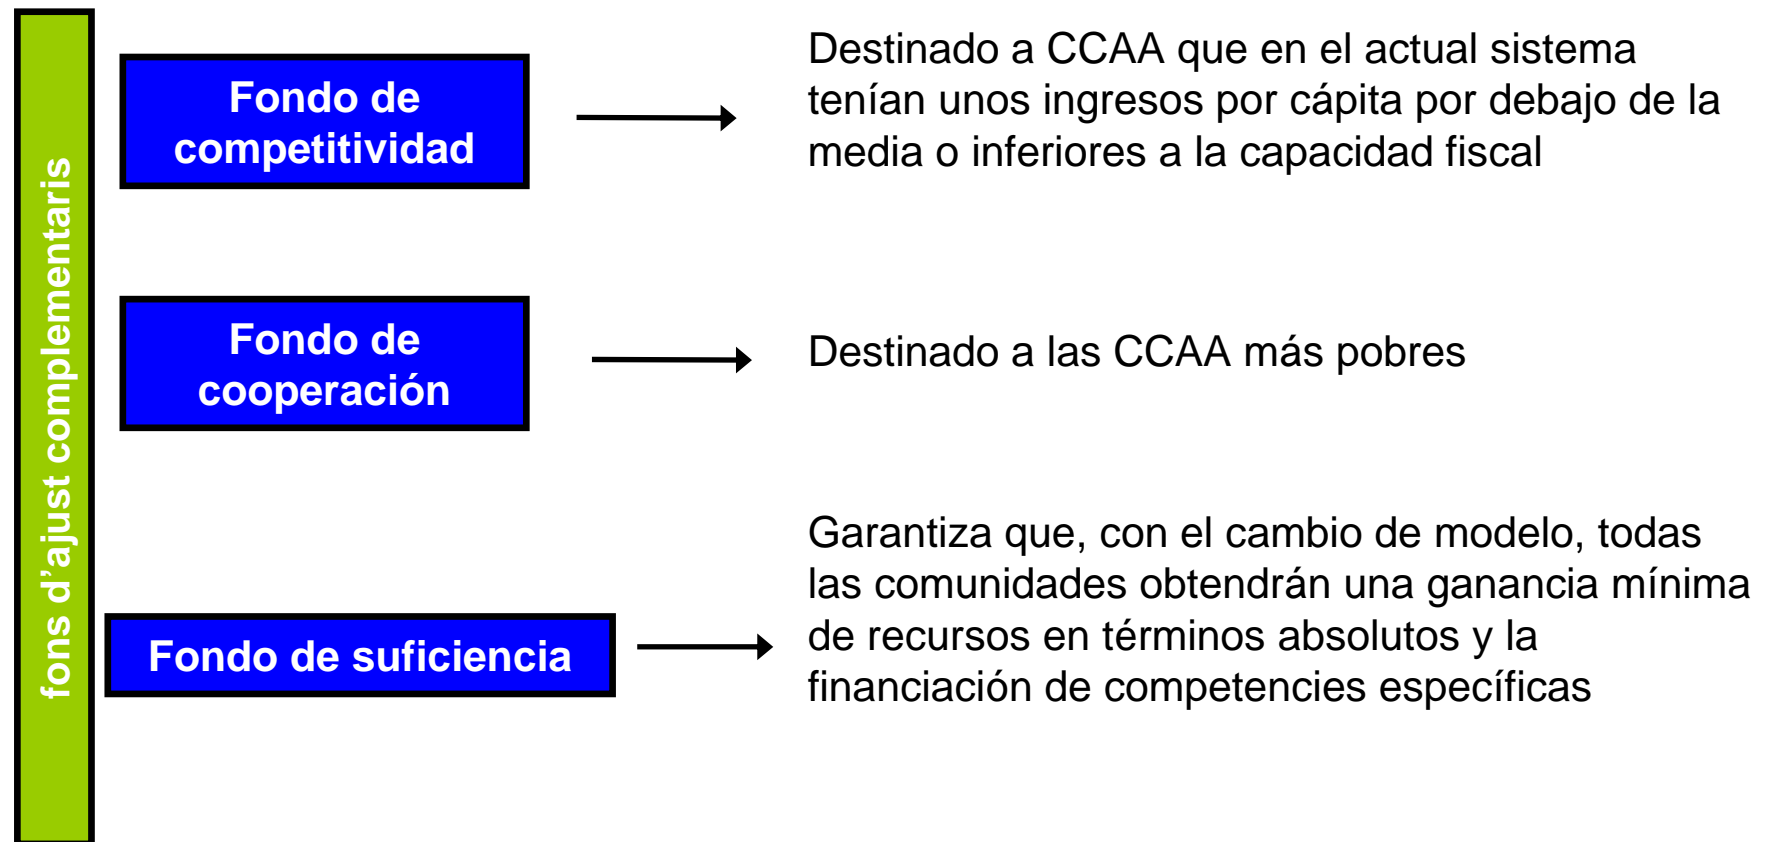 fons d’ajust complementaris
Fondo de
competitividad
Destinado a CCAA que en el actual sistema
tenían unos ingresos por cápita por debajo de la
media o inferiores a la capacidad fiscal
Fondo de
cooperación
Destinado a las CCAA más pobres
Fondo de suficiencia
Garantiza que, con el cambio de modelo, todas
las comunidades obtendrán una ganancia mínima
de recursos en términos absolutos y la
financiación de competencies específicas